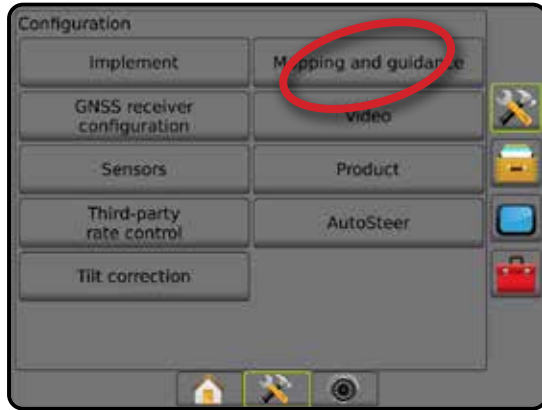 Configuration
Implement
Mapping and guidance
GNSS receiver
configuration
Video
Sensors
Product
Third-party
rate control
AutoSteer
Tilt correction